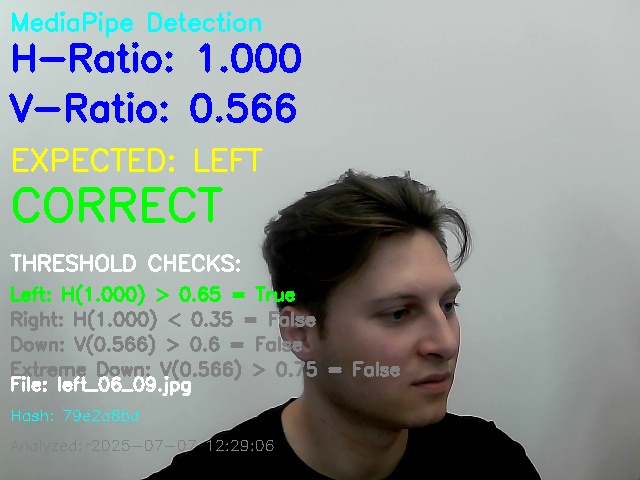 MediaPipe Detection
H-Ratio: 1.000
V-Ratio: 0.566
EXPECTED: LEFT
CORRECT
THRESHOLD CHECKS:
Left: H(1.000) > 0.65 = True
Right: H(1.000) < 0.35 = False
Down: V(0.566) > 0.6 = False
Extreme Down: V(0.566) > 0.75 = False
File: left_06_09.jpg
Hash: 79e2a8bd
Analyzed: 2025-07-07 12:29:06